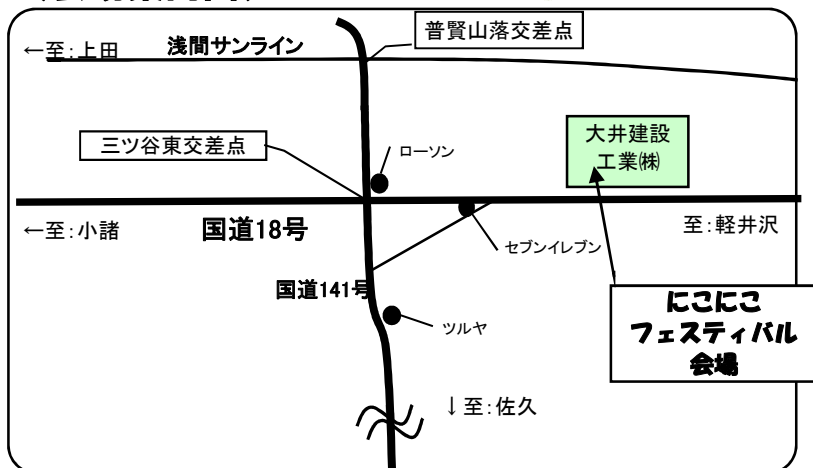 普賢山落交差点
←至:上田
浅間サンライン
三ツ谷東交差点
ローソン
大井建設
工業㈱
←至:小諸
国道18号
至:軽井沢
セブンイレブン
国道141号
ツルヤ
にこにこ
フェスティバル
会場
↓至:佐久